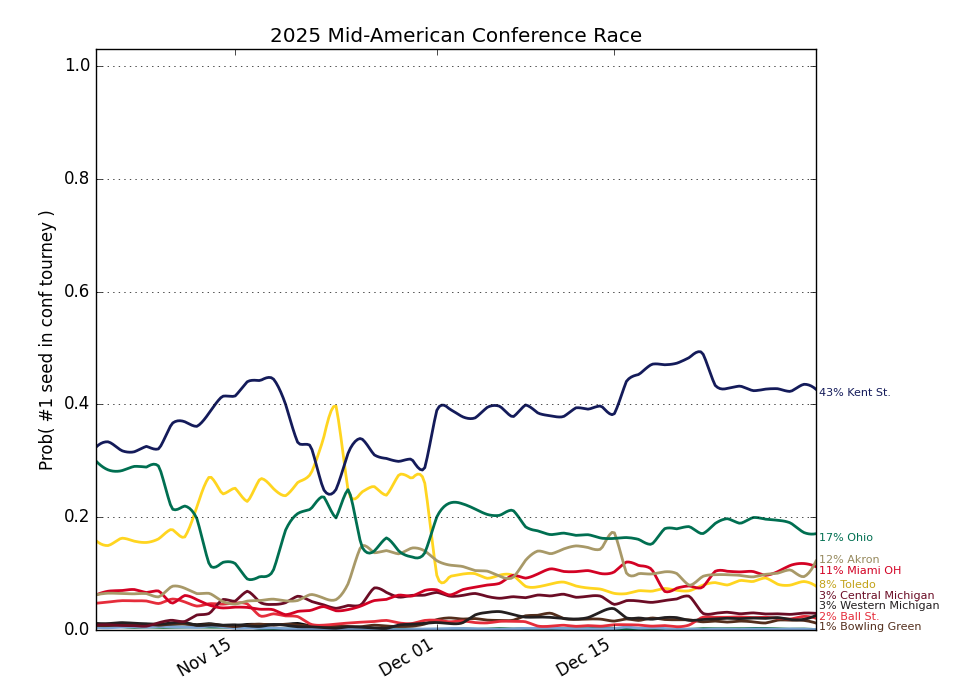 2025 Mid-American Conference Race
Prob( #1 seed in conf tourney )
1.0
0.8
0.6
0.4
0.2
0.0
Nov 15
Dec 01
Dec 15
43% Kent St.
17% Ohio
12% Akron
11% Miami OH
8% Toledo
3% Central Michigan
3% Western Michigan
2% Ball St.
1% Bowling Green